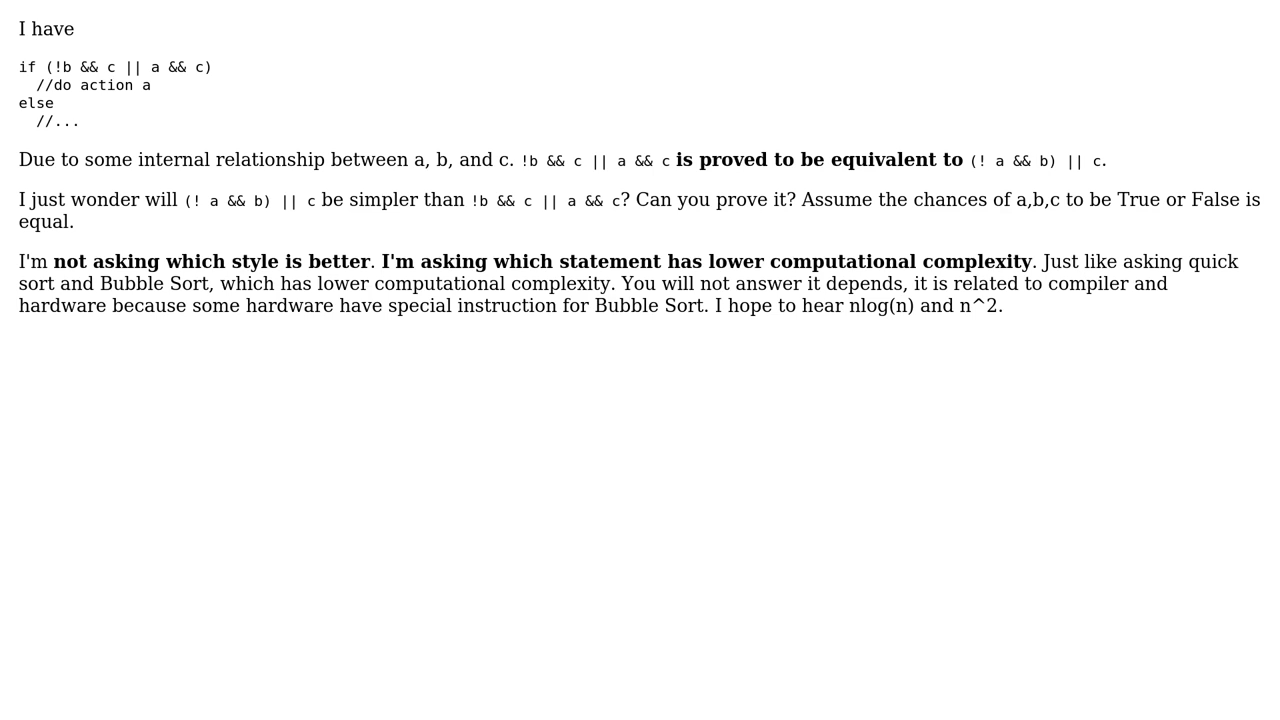 I have
if (!b && c || a && c)
  //do action a
else
  //...
Due to some internal relationship between a, b, and c. !b && c || a && c is proved to be equivalent to (! a && b) || c.
I just wonder will (! a && b) || c be simpler than !b && c || a && c? Can you prove it? Assume the chances of a,b,c to be True or False is
equal.
I'm not asking which style is better. I'm asking which statement has lower computational complexity. Just like asking quick
sort and Bubble Sort, which has lower computational complexity. You will not answer it depends, it is related to compiler and
hardware because some hardware have special instruction for Bubble Sort. I hope to hear nlog(n) and n^2.